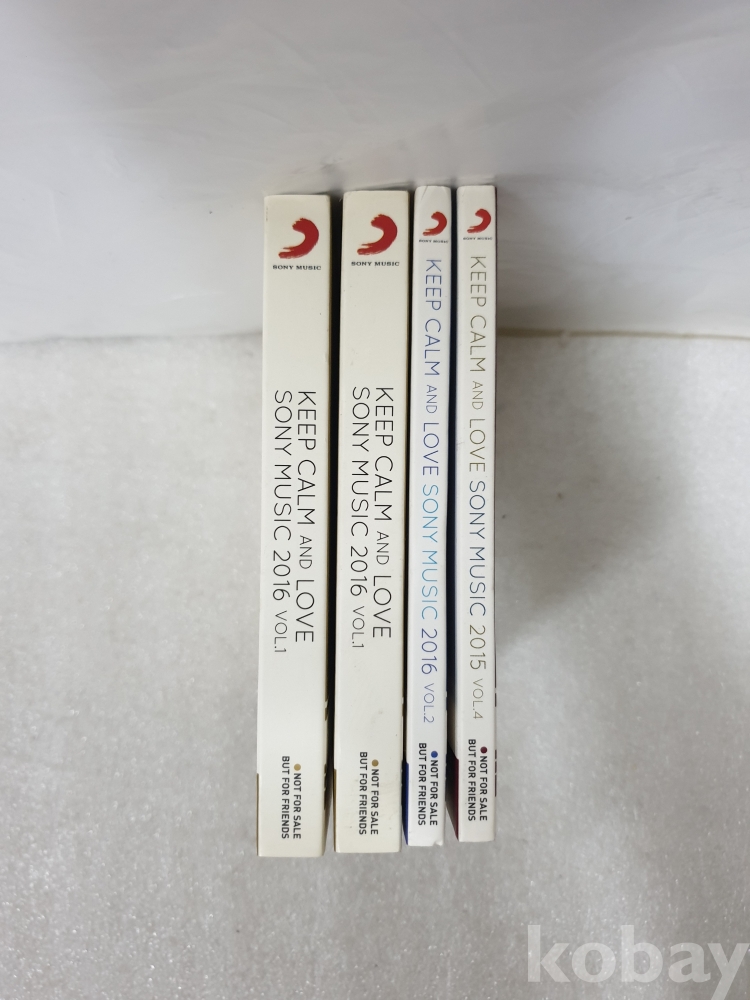 SONY MUSIC
KEEP CALM AND LOVE
SONY MUSIC 2016 VOL.1
NOT FOR SALE
BUT FOR FRIENDS
SONY MUSIC
KEEP CALM AND LOVE
SONY MUSIC 2016 VOL.1
NOT FOR SALE
BUT FOR FRIENDS
SONY MUSIC
KEEP CALM AND LOVE SONY MUSIC 2016 VOL.2
NOT FOR SALE
BUT FOR FRIENDS
SONY MUSIC
KEEP CALM AND LOVE SONY MUSIC 2015 VOL.4
NOT FOR SALE
BUT FOR FRIENDS
kobay